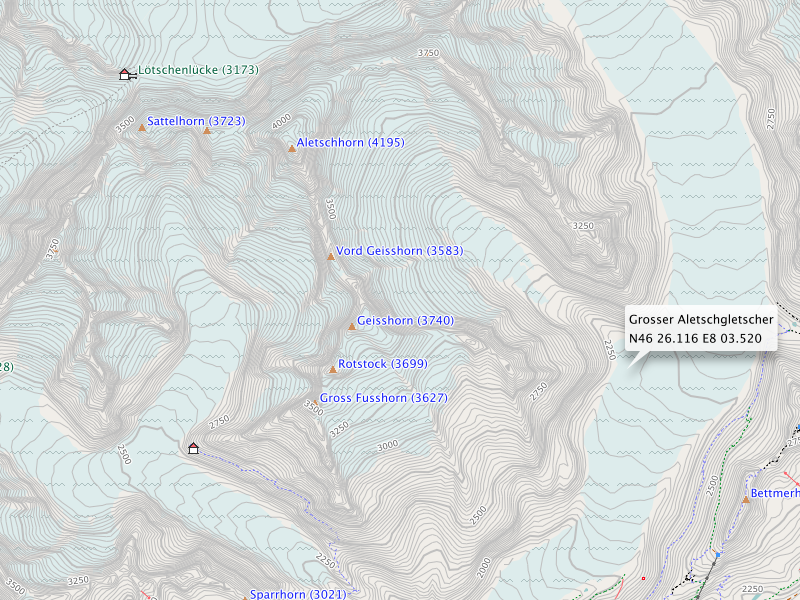 3750
Lötschenlücke (3173)
3500
Sattelhorn (3723)
4000
2750
Aletschhorn (4195)
3500
3250
3750
Vord Geisshorn (3583)
Grosser Aletschgletscher
N46 26.116 E8 03.520
Geisshorn (3740)
2250
28)
Rotstock (3699)
2750
Gross Fusshorn (3627)
3500
2750
3250
3000
2500
2500
Bettmerh
2500
2250
2000
3500
3250
Sparrhorn (3021)